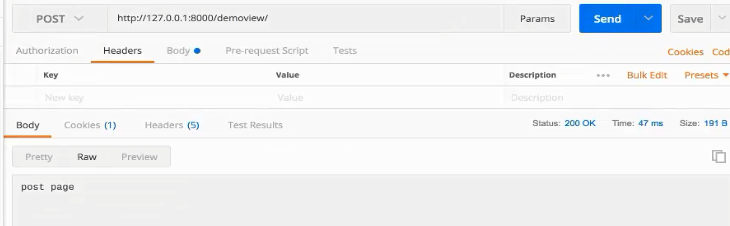 POST http://127.0.0.1:8000/demoview/ Params Send Save
Authorization Headers Body Pre-request Script Tests Cookies Cod
Key Value Description Bulk Edit Presets
New key Value Description
Body Cookies (1) Headers (5) Test Results Status: 200 OK Time: 47 ms Size: 191 B
Pretty Raw Preview
post page